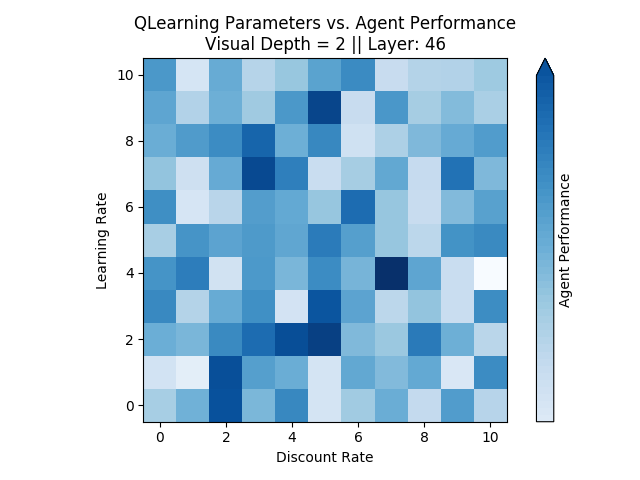 QLearning Parameters vs. Agent Performance
Visual Depth = 2 || Layer: 46
10
8
6
4
2
0
Learning Rate
0 2 4 6 8 10
Discount Rate
Agent Performance